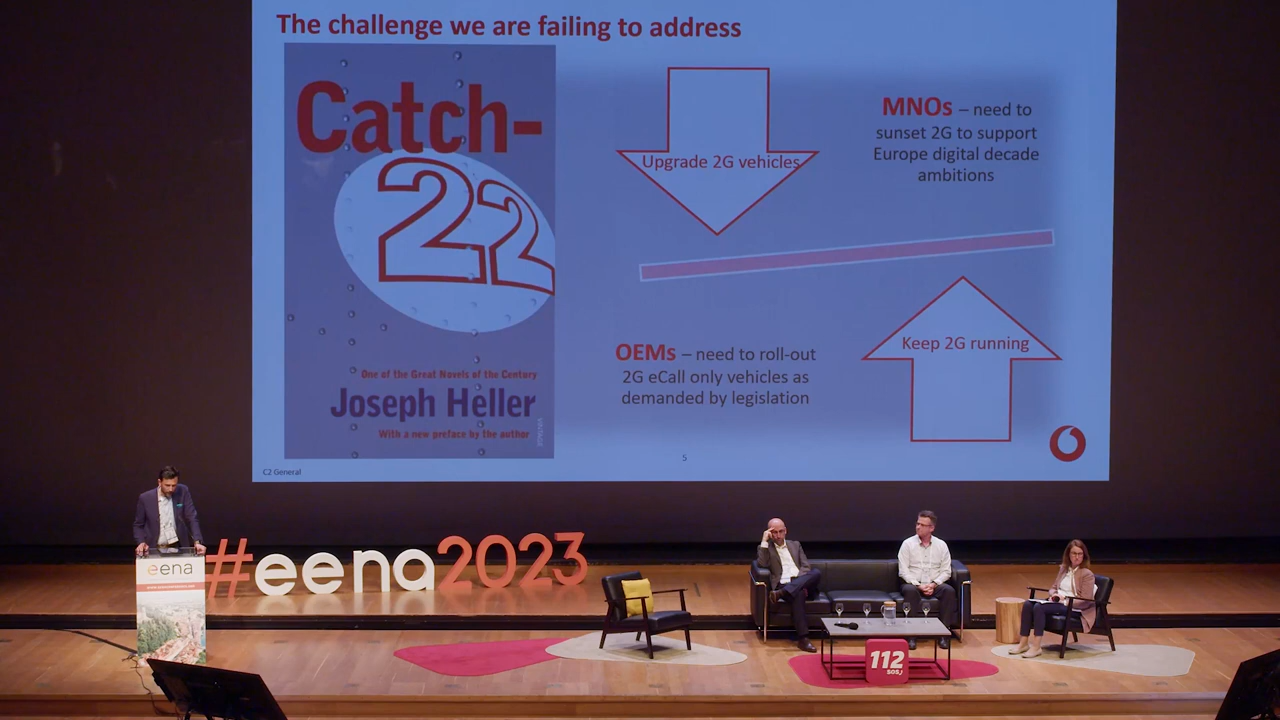 The challenge we are failing to address
Catch-
22
One of the Great Novels of the Century
Joseph Heller
With a new preface by the author
VINTAGE
Upgrade 2G vehicles
MNOs – need to
sunset 2G to support
Europe digital decade
ambitions
OEMs – need to roll-out
2G eCall only vehicles as
demanded by legislation
Keep 2G running
C2 General
5
eena
#eena2023
112
SOS